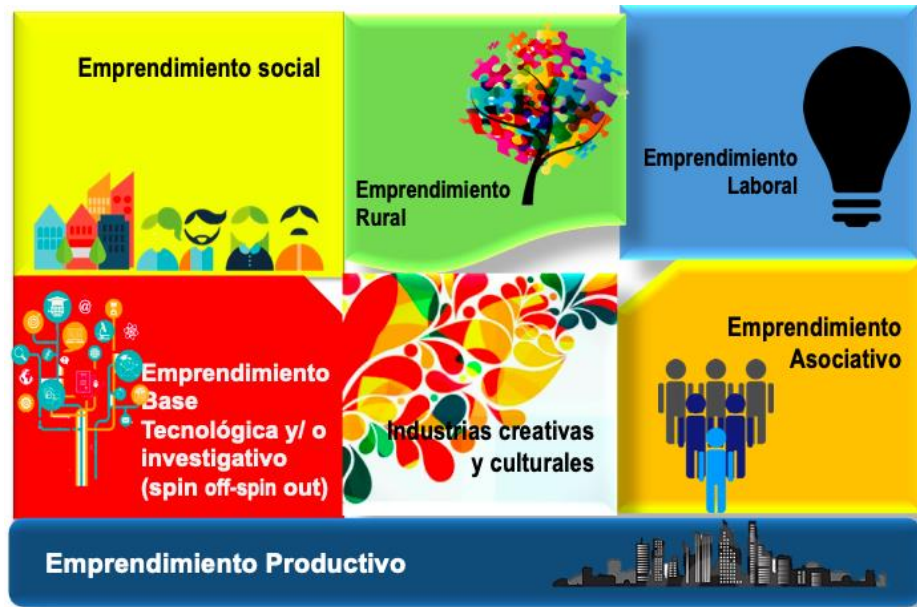 Emprendimiento social
Emprendimiento
Rural
Emprendimiento
Laboral
Emprendimiento
Base
Tecnológica y/ o
investigativo
(spin off-spin out)
Industrias creativas
y culturales
Emprendimiento
Asociativo
Emprendimiento Productivo